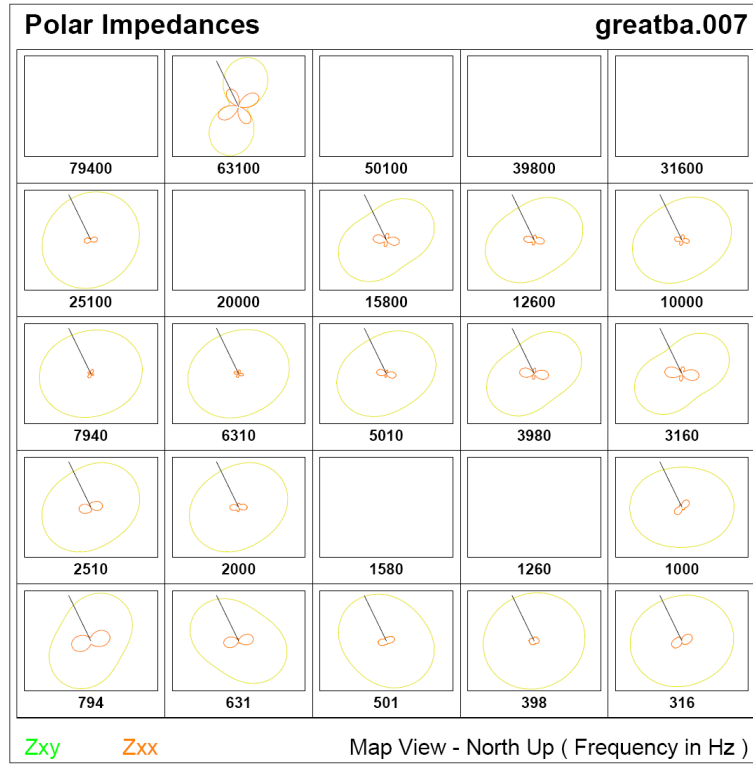 Polar Impedances greatba.007
79400 63100 50100 39800 31600
25100 20000 15800 12600 10000
7940 6310 5010 3980 3160
2510 2000 1580 1260 1000
794 631 501 398 316
Zxy Zxx Map View - North Up ( Frequency in Hz )